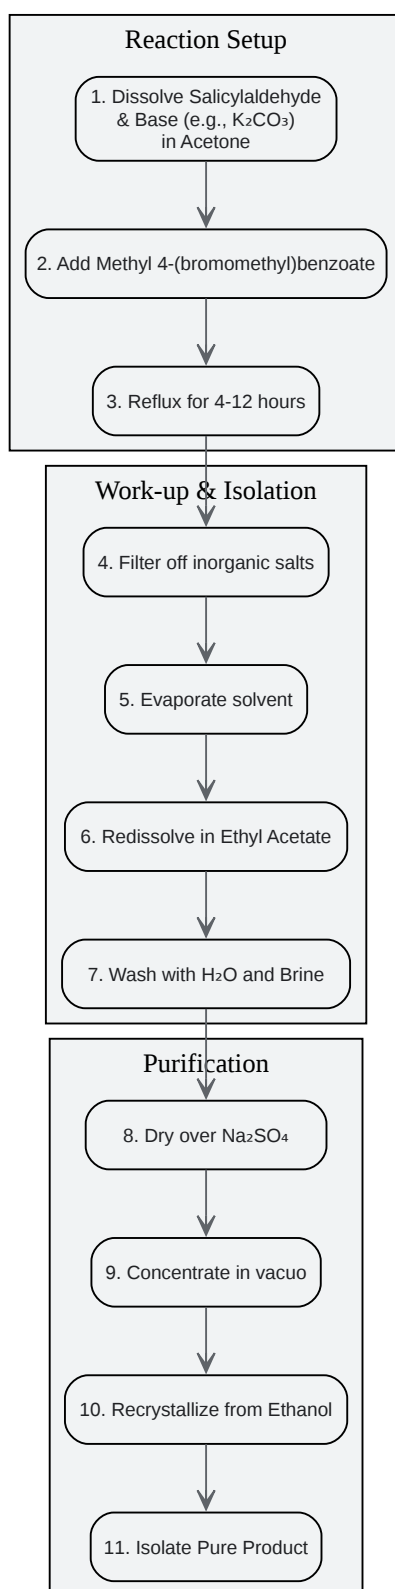 Reaction Setup
1. Dissolve Salicylaldehyde
& Base (e.g., K₂CO₃)
in Acetone
2. Add Methyl 4-(bromomethyl)benzoate
3. Reflux for 4-12 hours
Work-up & Isolation
4. Filter off inorganic salts
5. Evaporate solvent
6. Redissolve in Ethyl Acetate
7. Wash with H₂O and Brine
Purification
8. Dry over Na₂SO₄
9. Concentrate in vacuo
10. Recrystallize from Ethanol
11. Isolate Pure Product